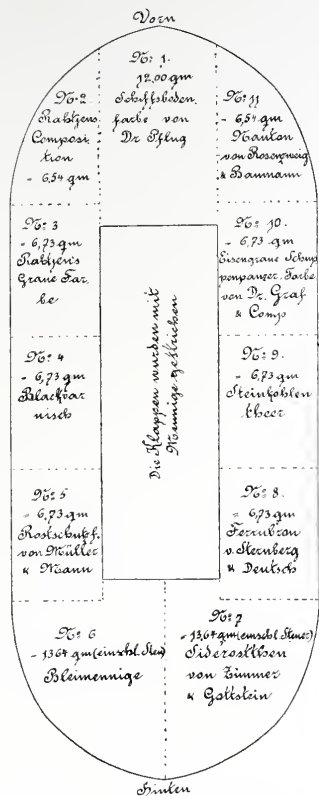 Vorn
No: 1.
12,00 qm
Schiffsboden-
farbe von
Dr Pflug
No: 2
Rahtjens
Composi
tion
- 6,54 qm
No: 11
- 6,54 qm
Nauton
von Rosenzweig
& Baumann
No: 3
- 6,73 qm
Rahtjen's
Graue Far-
be
No: 10.
- 6,73 qm
Eisengraue Schup
penpanzer-Farbe
von Dr. Graf
& Comp
Die Klappen wurden mit
Mennige gestrichen
No: 4
- 6,73 qm
Blackvar
nisch
No: 9.
- 6,73 qm
Steinkohlen
theer
No: 5
- 6,73 qm
Rostschutzf.
von Müller
& Mann
No: 8.
= 6,73 qm
Ferrubron
v. Sternberg
& Deutsch
No: 6
- 13,64 qm (einschl. Steu)
Bleimennige
No: 7
- 13,64 qm (einschl. Steuer)
Siderosthen
von Zimmer
& Gottstein
Hinten